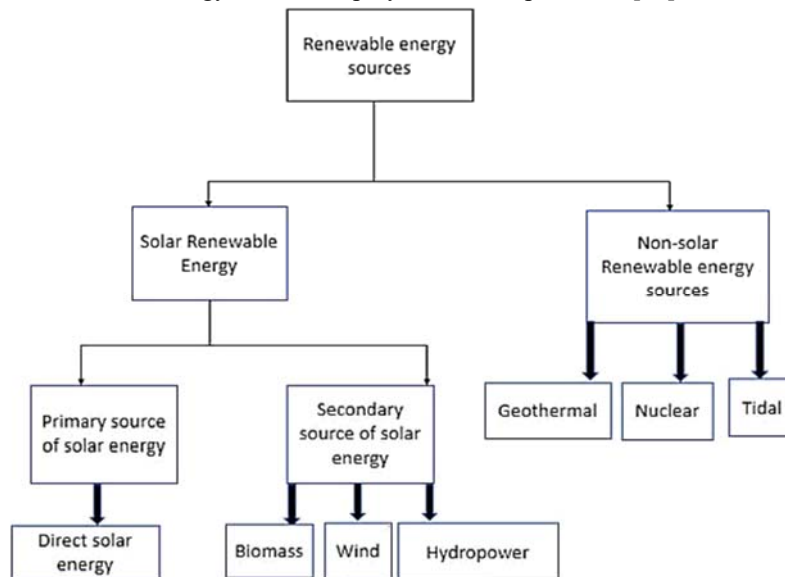 Renewable energy
sources
Solar Renewable
Energy
Non-solar
Renewable energy
sources
Primary source
of solar energy
Secondary
source of solar
energy
Geothermal
Nuclear
Tidal
Direct solar
energy
Biomass
Wind
Hydropower